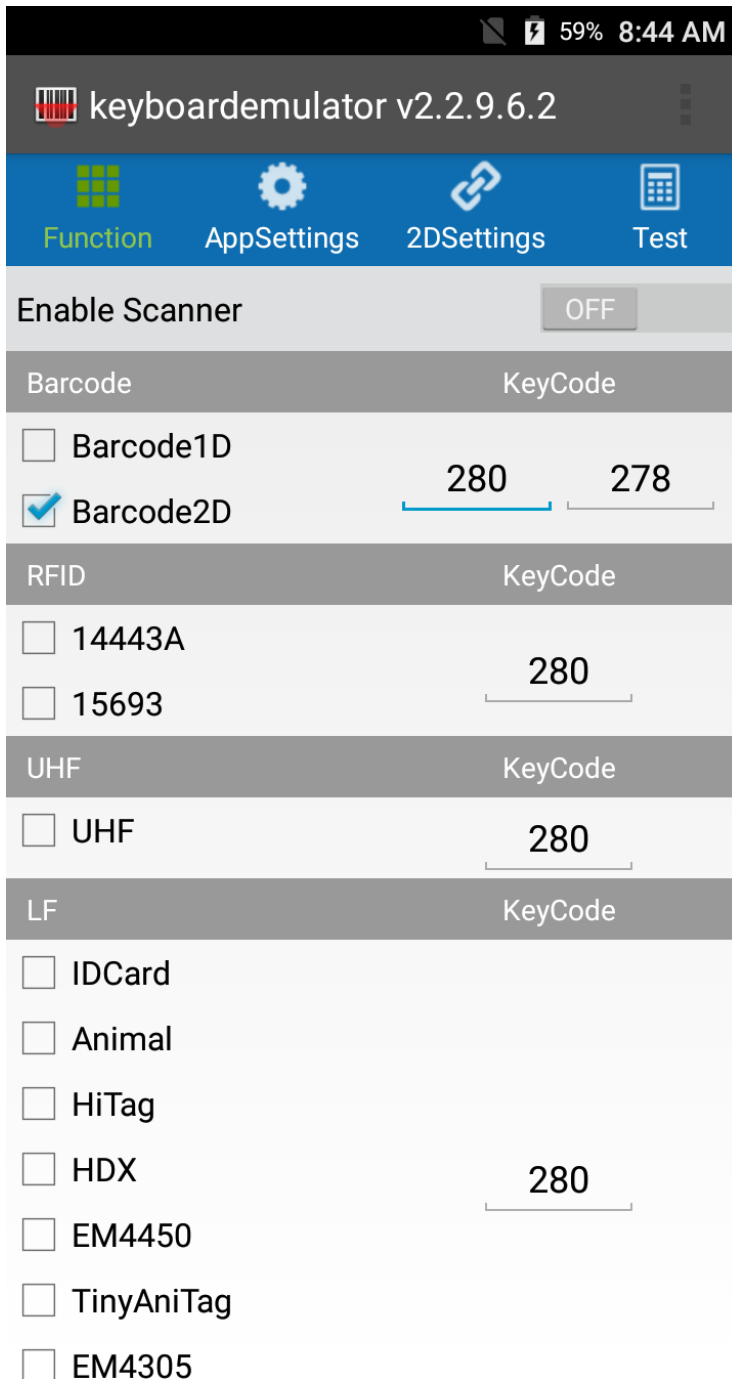 59% 8:44 AM
keyboardemulator v2.2.9.6.2
Function AppSettings 2DSettings Test
Enable Scanner OFF
Barcode KeyCode
Barcode1D
280 278
Barcode2D
RFID KeyCode
14443A
280
15693
UHF KeyCode
UHF 280
LF KeyCode
IDCard
Animal
HiTag
HDX 280
EM4450
TinyAniTag
EM4305